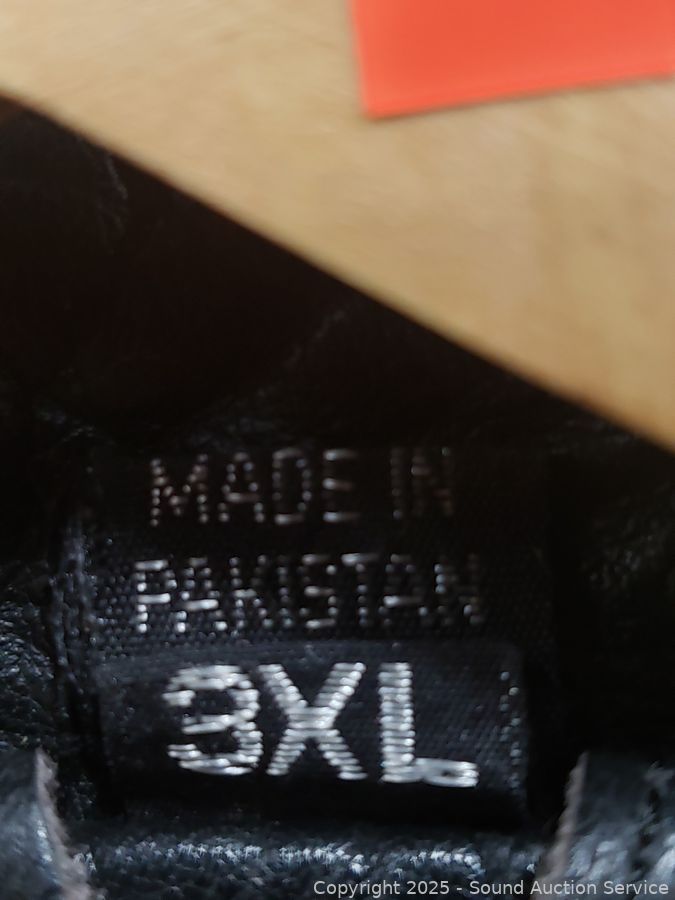 MADE IN
PAKISTAN
3XL
Copyright 2025 - Sound Auction Service